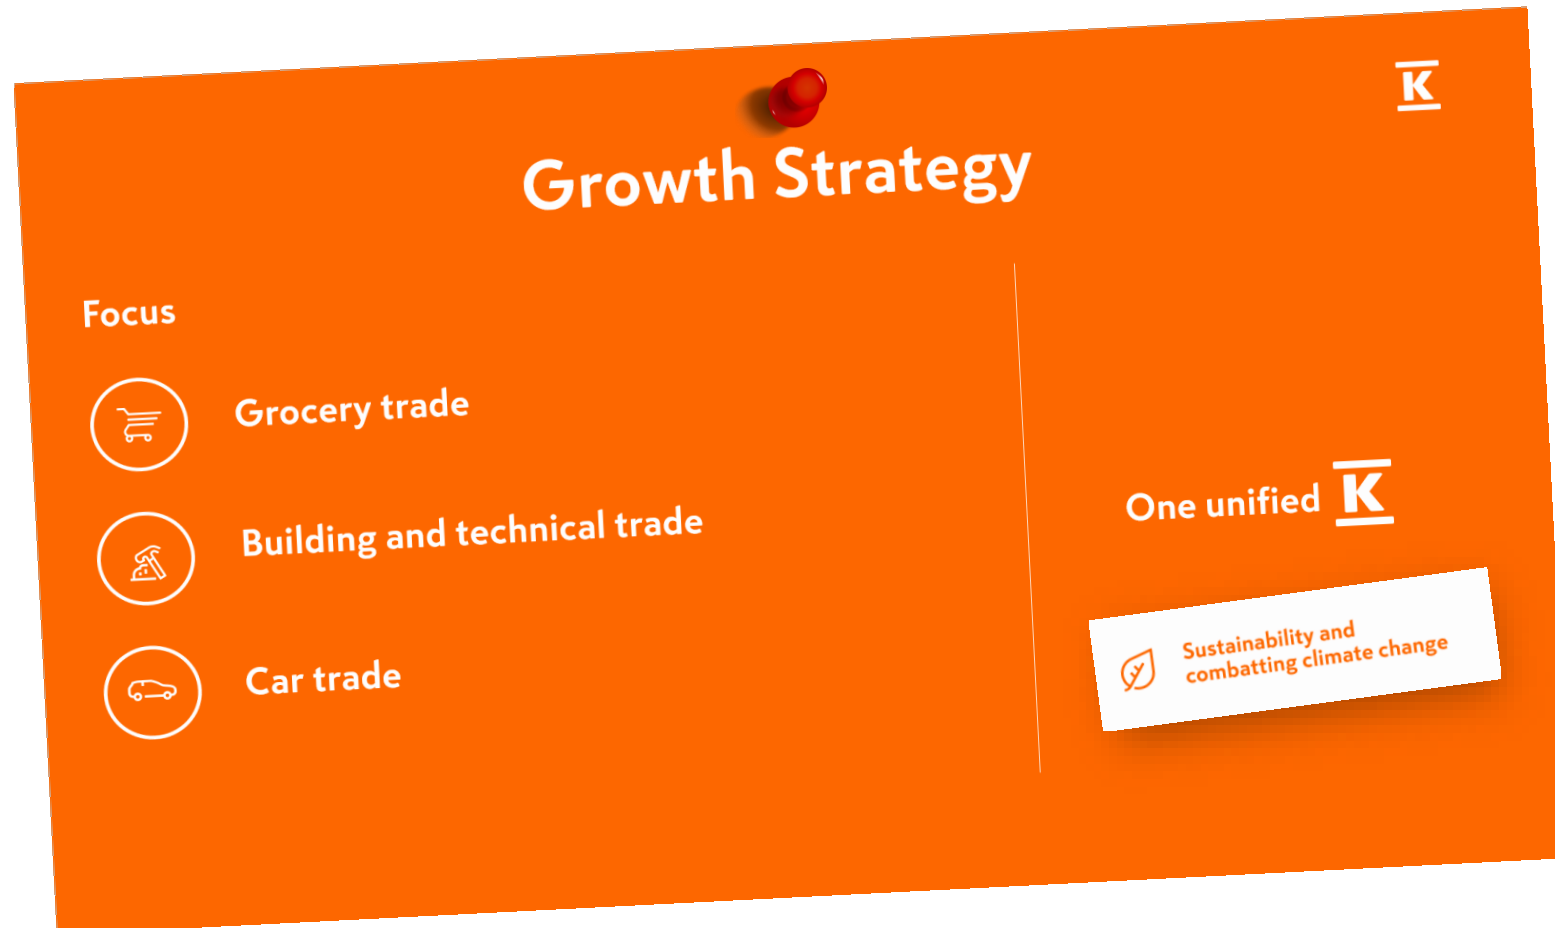 K
Growth Strategy
Focus
Grocery trade
Building and technical trade
Car trade
One unified K
Sustainability and
combatting climate change